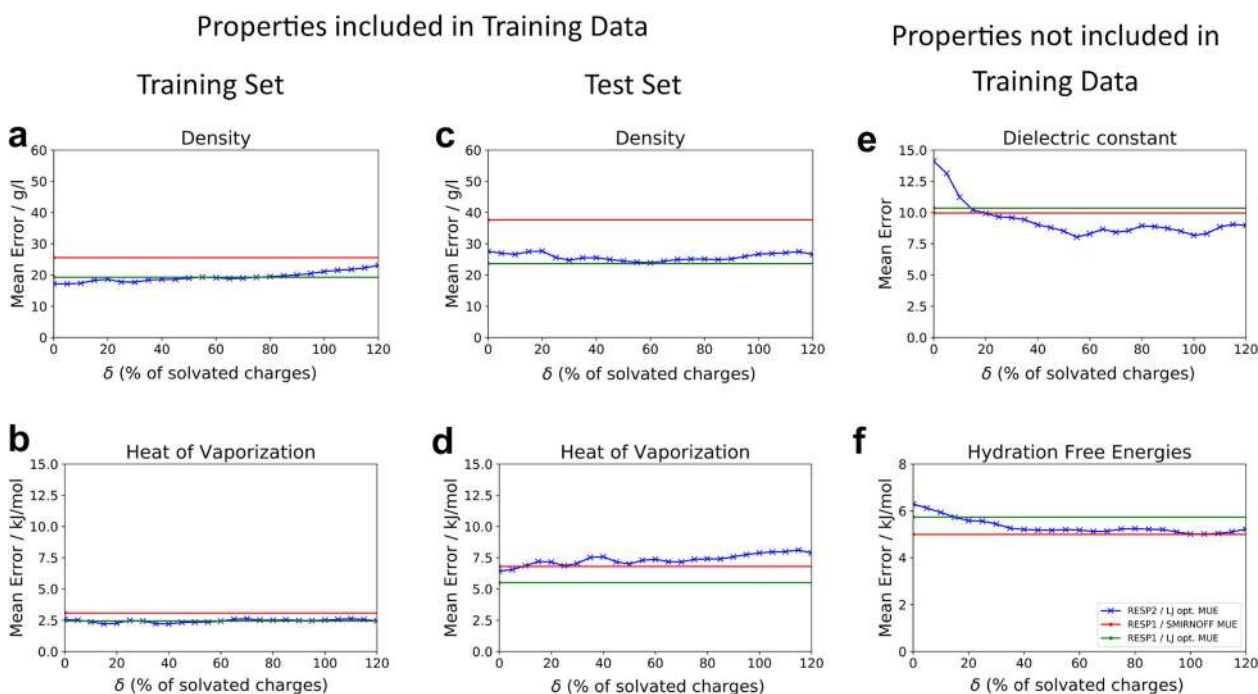 Properties included in Training Data
Properties not included in
Training Data
Training Set
Test Set
a
Density
Mean Error / g/l
60
50
40
30
20
10
0
0 20 40 60 80 100 120
δ (% of solvated charges)
c
Density
Mean Error / g/l
60
50
40
30
20
10
0
0 20 40 60 80 100 120
δ (% of solvated charges)
e
Dielectric constant
Mean Error
15.0
12.5
10.0
7.5
5.0
2.5
0.0
0 20 40 60 80 100 120
δ (% of solvated charges)
b
Heat of Vaporization
Mean Error / kJ/mol
15.0
12.5
10.0
7.5
5.0
2.5
0.0
0 20 40 60 80 100 120
δ (% of solvated charges)
d
Heat of Vaporization
Mean Error / kJ/mol
15.0
12.5
10.0
7.5
5.0
2.5
0.0
0 20 40 60 80 100 120
δ (% of solvated charges)
f
Hydration Free Energies
Mean Error / kJ/mol
8
6
4
2
0
0 20 40 60 80 100 120
δ (% of solvated charges)
RESP2 / LJ opt. MUE
RESP1 / SMIRNOFF MUE
RESP1 / LJ opt. MUE